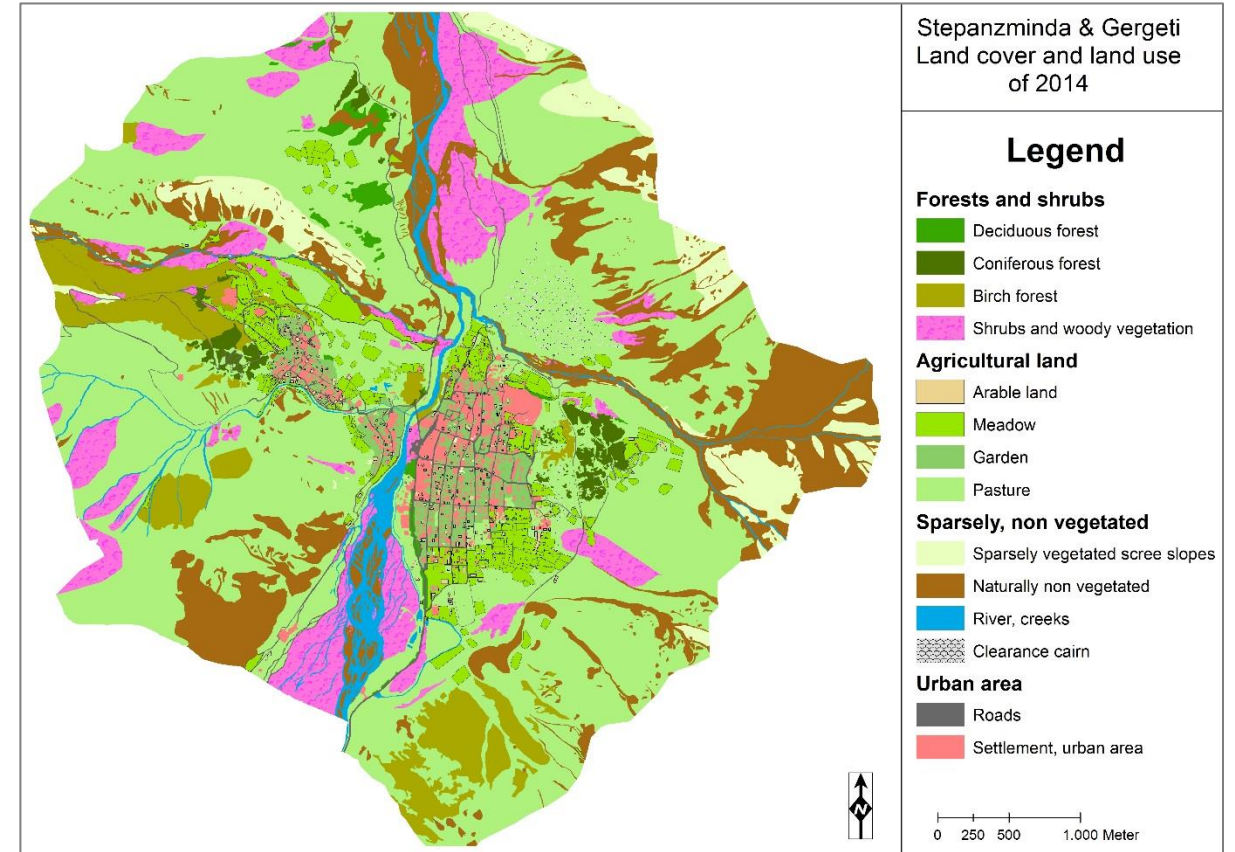 Stepanzminda & Gergeti
Land cover and land use
of 2014
Legend
Forests and shrubs
Deciduous forest
Coniferous forest
Birch forest
Shrubs and woody vegetation
Agricultural land
Arable land
Meadow
Garden
Pasture
Sparsely, non vegetated
Sparsely vegetated scree slopes
Naturally non vegetated
River, creeks
Clearance cairn
Urban area
Roads
Settlement, urban area
N
0 250 500 1.000 Meter